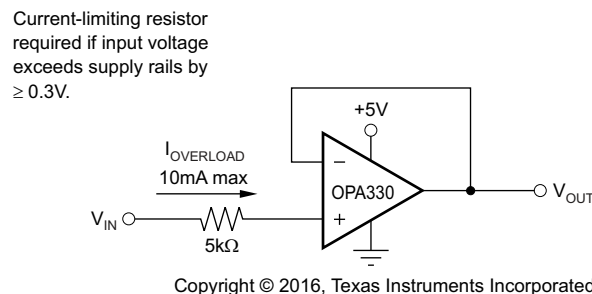 Current-limiting resistor
required if input voltage
exceeds supply rails by
≥ 0.3V.
+5V
I_OVERLOAD
10mA max
−
OPA330
V_OUT
V_IN
+
5kΩ
Copyright © 2016, Texas Instruments Incorporated